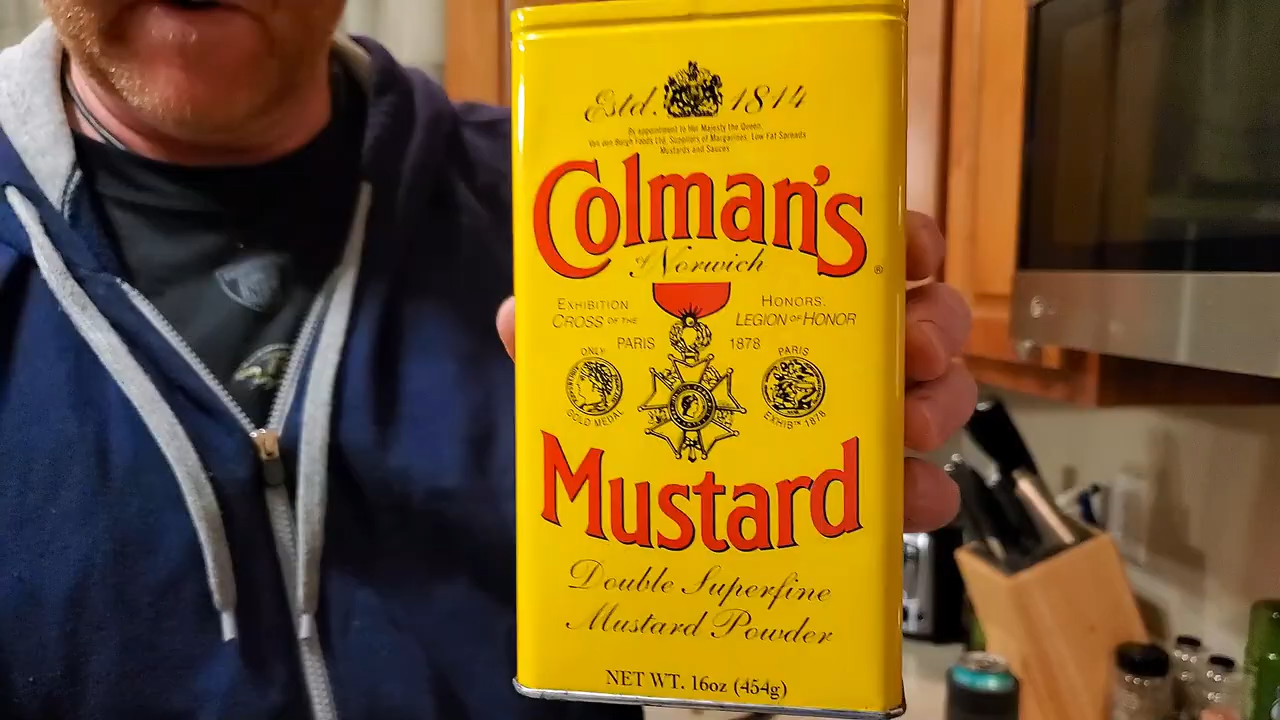 Estd. 1814
By appointment to Her Majesty the Queen,
Van den Bergh Foods Ltd. Suppliers of Margarines, Low Fat Spreads
Mustards and Sauces
Colman's
of Norwich
®
EXHIBITION HONORS.
CROSS OF THE LEGION OF HONOR
PARIS 1878
ONLY
GOLD MEDAL
PARIS
EXHIBTN 1878
Mustard
Double Superfine
Mustard Powder
NET WT. 16oz (454g)